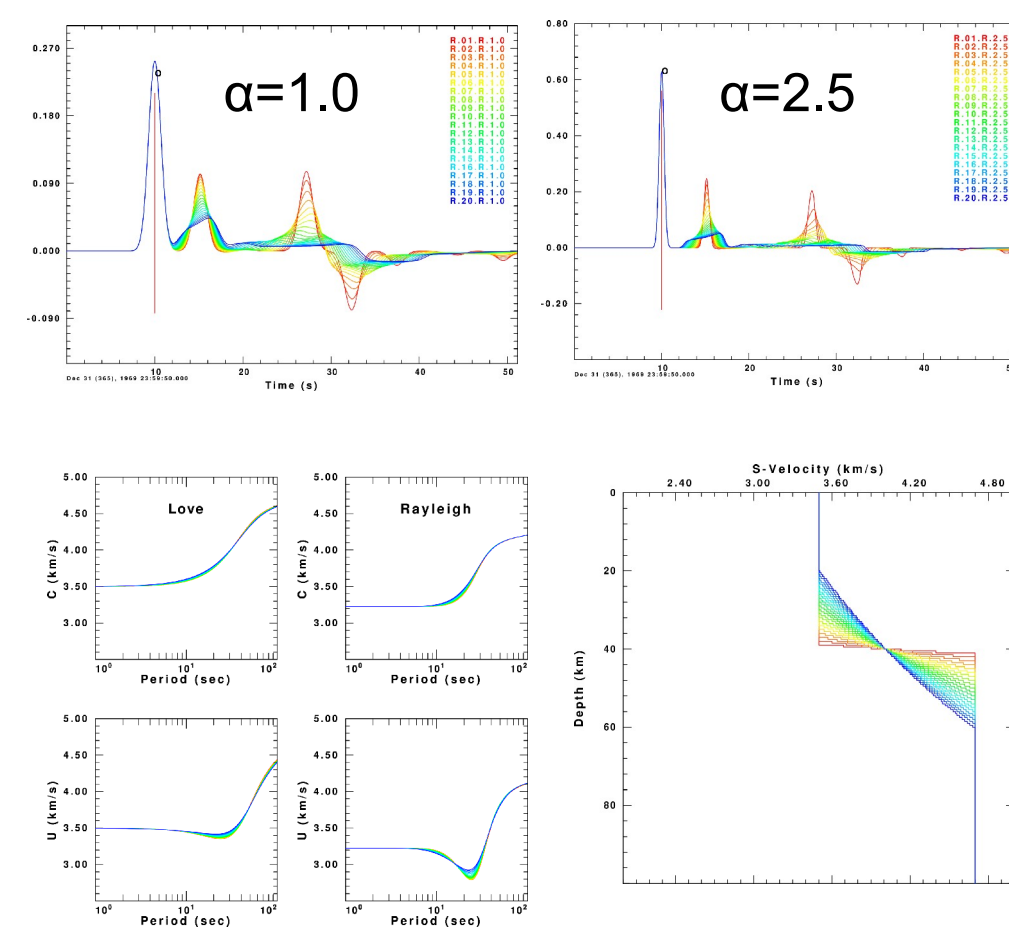 α=1.0
0.270
0.180
0.090
0.000
-0.090
R.01.R.1.0
R.02.R.1.0
R.03.R.1.0
R.04.R.1.0
R.05.R.1.0
R.06.R.1.0
R.07.R.1.0
R.08.R.1.0
R.09.R.1.0
R.10.R.1.0
R.11.R.1.0
R.12.R.1.0
R.13.R.1.0
R.14.R.1.0
R.15.R.1.0
R.16.R.1.0
R.17.R.1.0
R.18.R.1.0
R.19.R.1.0
R.20.R.1.0
10
20
30
40
50
Dec 31 (365), 1969 23:59:50.000
Time (s)
α=2.5
0.80
0.60
0.40
0.20
0.00
-0.20
R.01.R.2.5
R.02.R.2.5
R.03.R.2.5
R.04.R.2.5
R.05.R.2.5
R.06.R.2.5
R.07.R.2.5
R.08.R.2.5
R.09.R.2.5
R.10.R.2.5
R.11.R.2.5
R.12.R.2.5
R.13.R.2.5
R.14.R.2.5
R.15.R.2.5
R.16.R.2.5
R.17.R.2.5
R.18.R.2.5
R.19.R.2.5
R.20.R.2.5
10
20
30
40
Dec 31 (365), 1969 23:59:50.000
Time (s)
Love
5.00
4.50
4.00
3.50
3.00
C (km/s)
10⁰
10¹
10²
Period (sec)
Rayleigh
5.00
4.50
4.00
3.50
3.00
C (km/s)
10⁰
10¹
10²
Period (sec)
5.00
4.50
4.00
3.50
3.00
U (km/s)
10⁰
10¹
10²
Period (sec)
5.00
4.50
4.00
3.50
3.00
U (km/s)
10⁰
10¹
10²
Period (sec)
S-Velocity (km/s)
2.40
3.00
3.60
4.20
4.80
0
20
40
60
80
Depth (km)